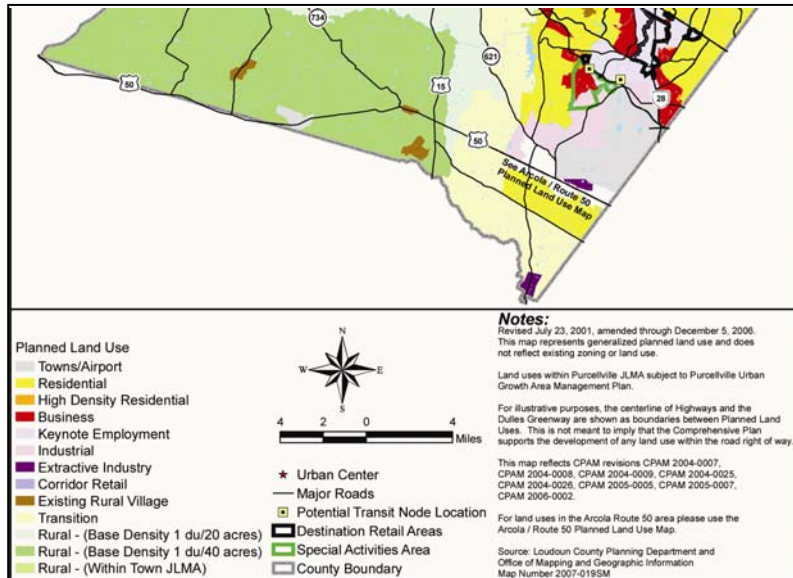 734
621
50
15
28
50
See Arcola / Route 50
Planned Land Use Map
Planned Land Use
Towns/Airport
Residential
High Density Residential
Business
Keynote Employment
Industrial
Extractive Industry
Corridor Retail
Existing Rural Village
Transition
Rural - (Base Density 1 du/20 acres)
Rural - (Base Density 1 du/40 acres)
Rural - (Within Town JLMA)
N
W E
S
4 2 0 4
Miles
Urban Center
Major Roads
Potential Transit Node Location
Destination Retail Areas
Special Activities Area
County Boundary
Notes:
Revised July 23, 2001, amended through December 5, 2006.
This map represents generalized planned land use and does
not reflect existing zoning or land use.
Land uses within Purcellville JLMA subject to Purcellville Urban
Growth Area Management Plan.
For illustrative purposes, the centerline of Highways and the
Dulles Greenway are shown as boundaries between Planned Land
Uses. This is not meant to imply that the Comprehensive Plan
supports the development of any land use within the road right of way.
This map reflects CPAM revisions CPAM 2004-0007,
CPAM 2004-0008, CPAM 2004-0009, CPAM 2004-0025,
CPAM 2004-0026, CPAM 2005-0005, CPAM 2005-0007,
CPAM 2006-0002.
For land uses in the Arcola Route 50 area please use the
Arcola / Route 50 Planned Land Use Map.
Source: Loudoun County Planning Department and
Office of Mapping and Geographic Information
Map Number 2007-019SM